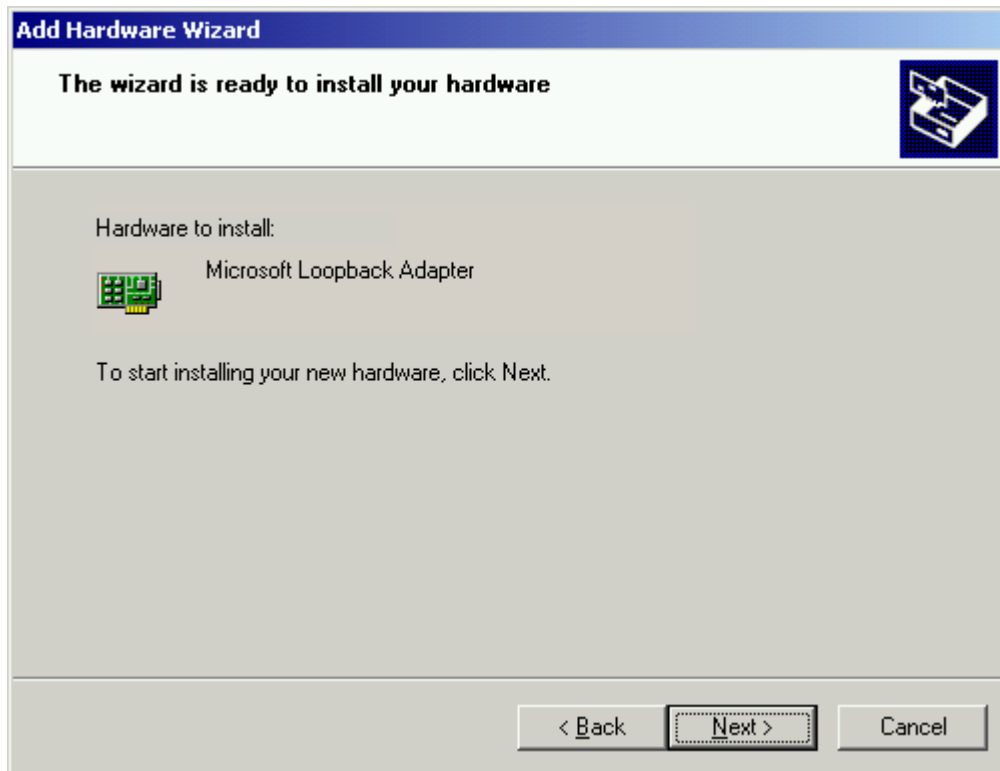 Add Hardware Wizard
The wizard is ready to install your hardware
Hardware to install:
Microsoft Loopback Adapter
To start installing your new hardware, click Next.
< Back
Next >
Cancel